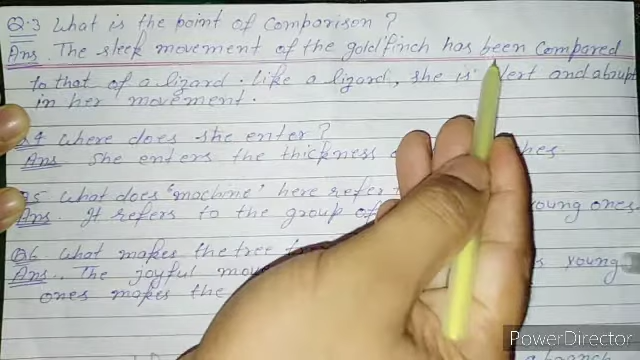 Q.3 What is the point of Comparison ?
Ans. The sleek movement of the goldfinch has been Compared
to that of a lizard. Like a lizard, she is alert and abrupt
in her movement.
Q4 Where does she enter?
Ans She enters the thickness
Q5 What does "machine" here refer
Ans. It refers to the group of young ones
Q6 What makes the tree
Ans. The joyful young
ones makes the
a branch
PowerDirector